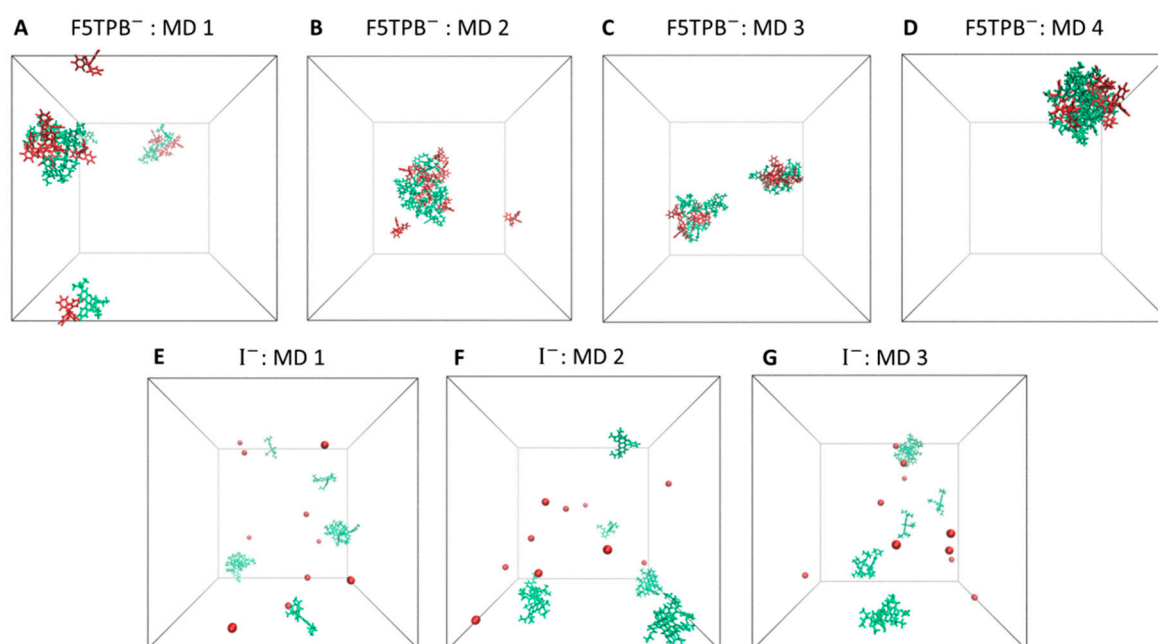 A F5TPB⁻ : MD 1 B F5TPB⁻ : MD 2 C F5TPB⁻ : MD 3 D F5TPB⁻ : MD 4
E I⁻ : MD 1 F I⁻ : MD 2 G I⁻ : MD 3